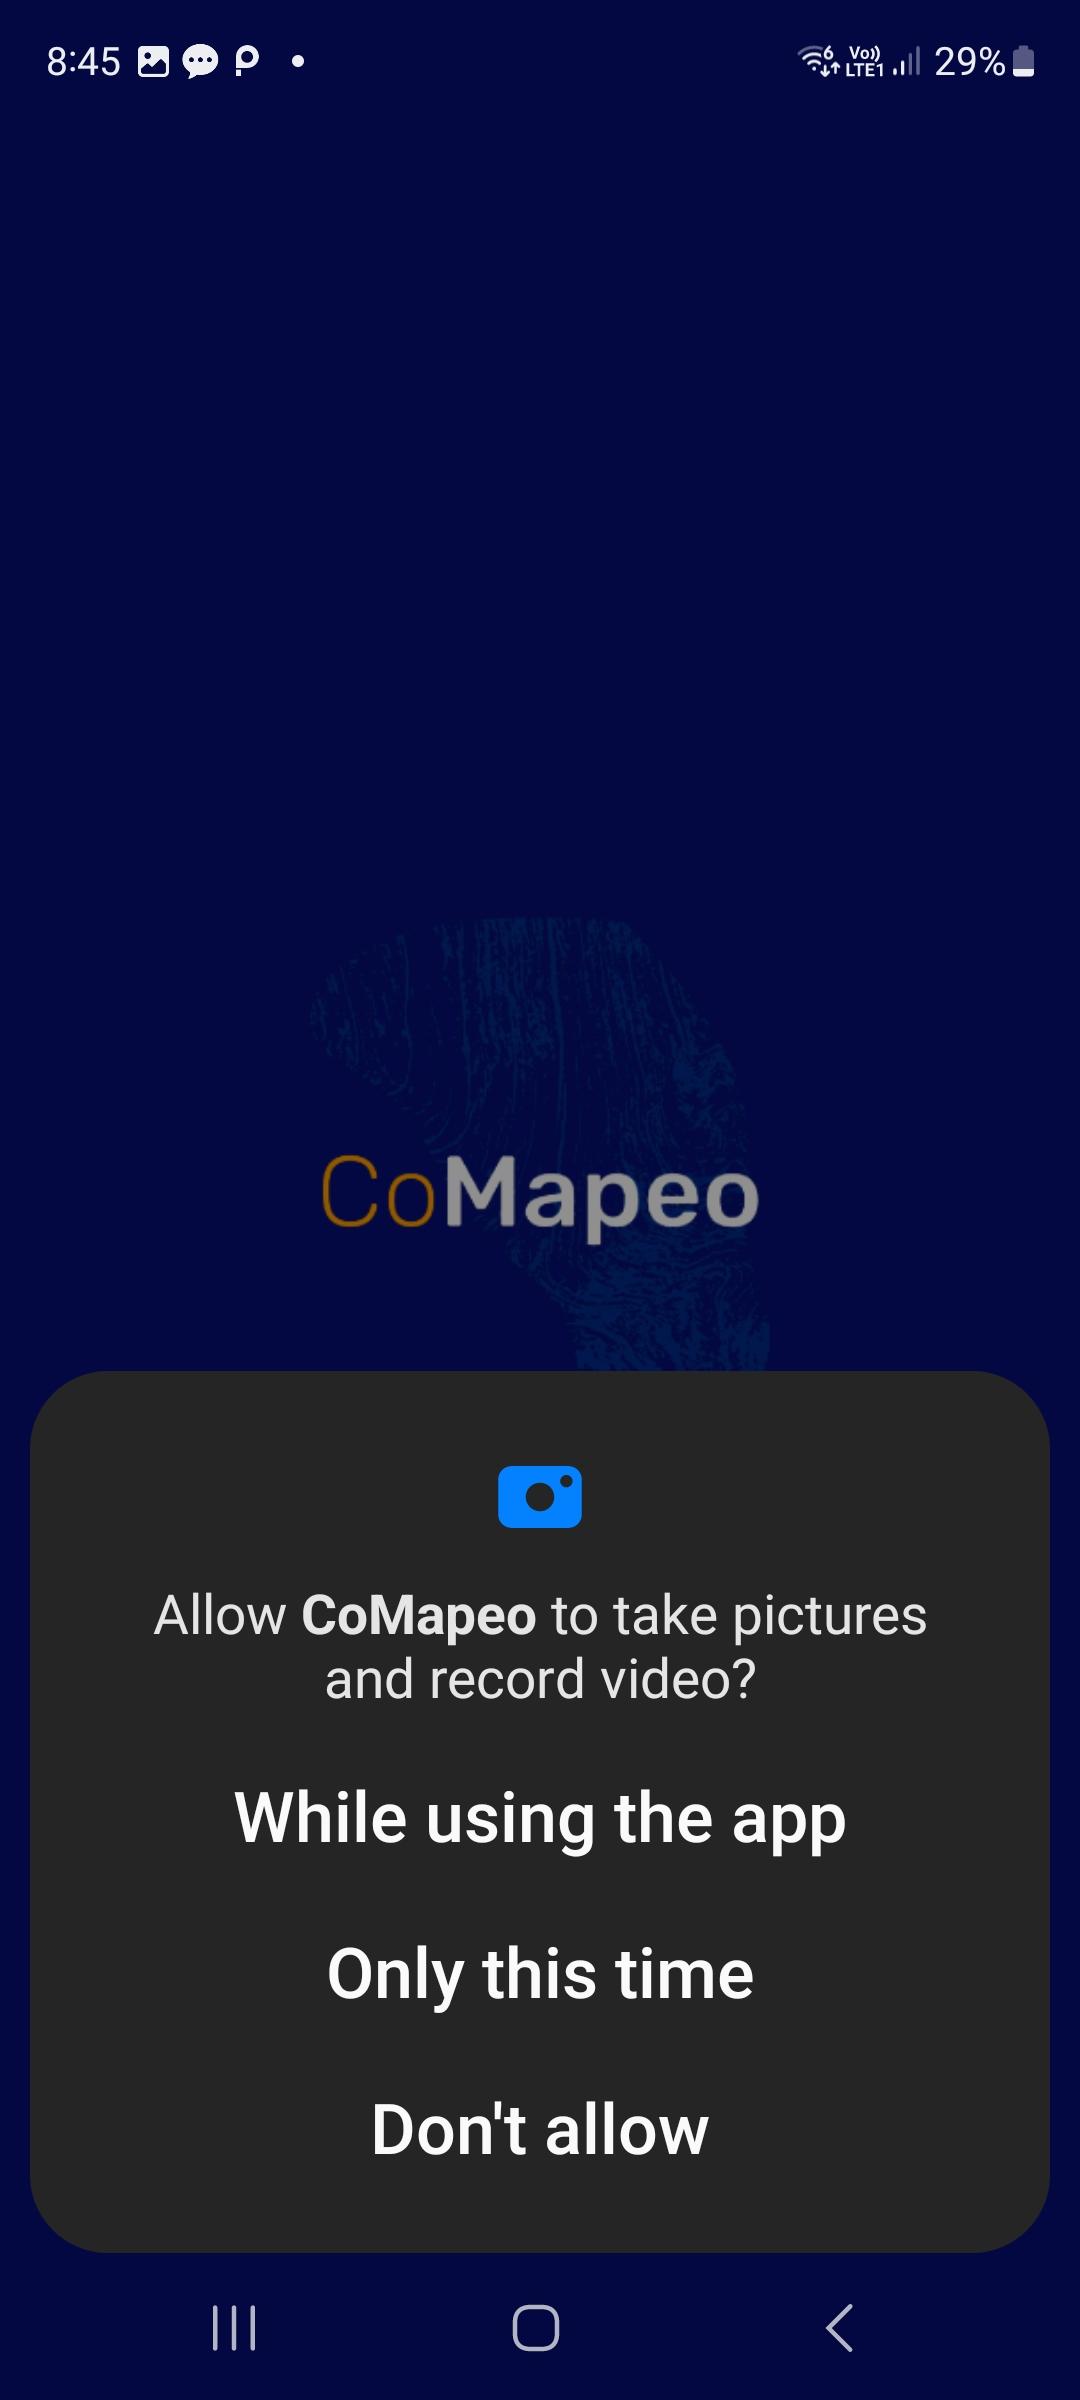 8:45
6 Vo)) LTE1 29%
CoMapeo
Allow CoMapeo to take pictures
and record video?
While using the app
Only this time
Don't allow